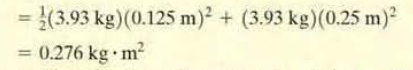 = ½(3.93 kg)(0.125 m)² + (3.93 kg)(0.25 m)²
= 0.276 kg · m²